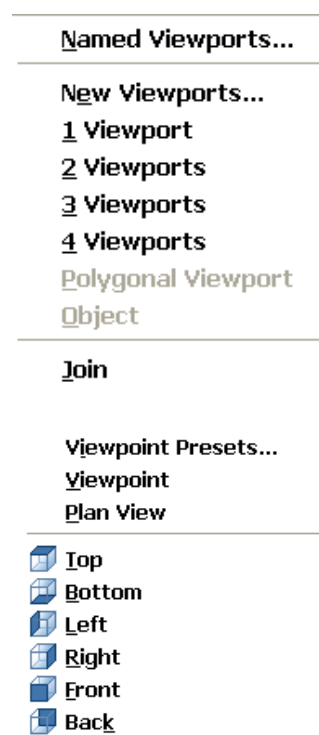 Named Viewports...
New Viewports...
1 Viewport
2 Viewports
3 Viewports
4 Viewports
Polygonal Viewport
Object
Join
Viewpoint Presets...
Viewpoint
Plan View
Top
Bottom
Left
Right
Front
Back